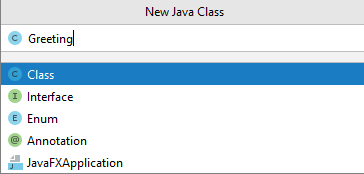 New Java Class
C Greeting
C Class
I Interface
E Enum
@ Annotation
JavaFXApplication